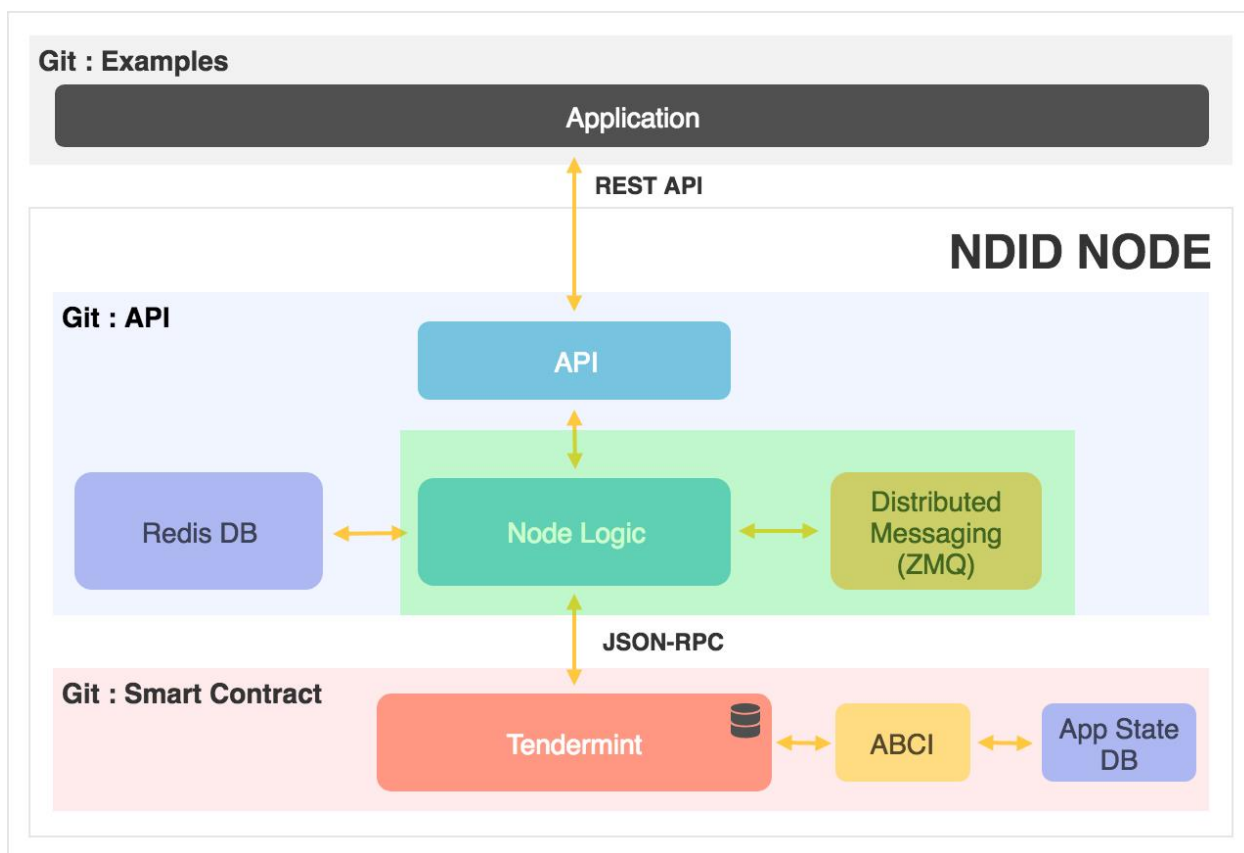 Git : Examples
Application
REST API
NDID NODE
Git : API
API
Redis DB
Node Logic
Distributed
Messaging
(ZMQ)
JSON-RPC
Git : Smart Contract
Tendermint
ABCI
App State
DB